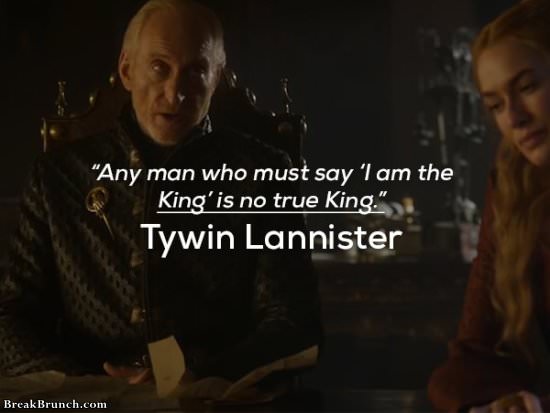 “Any man who must say ‘I am the
King’ is no true King.”
Tywin Lannister
BreakBrunch.com